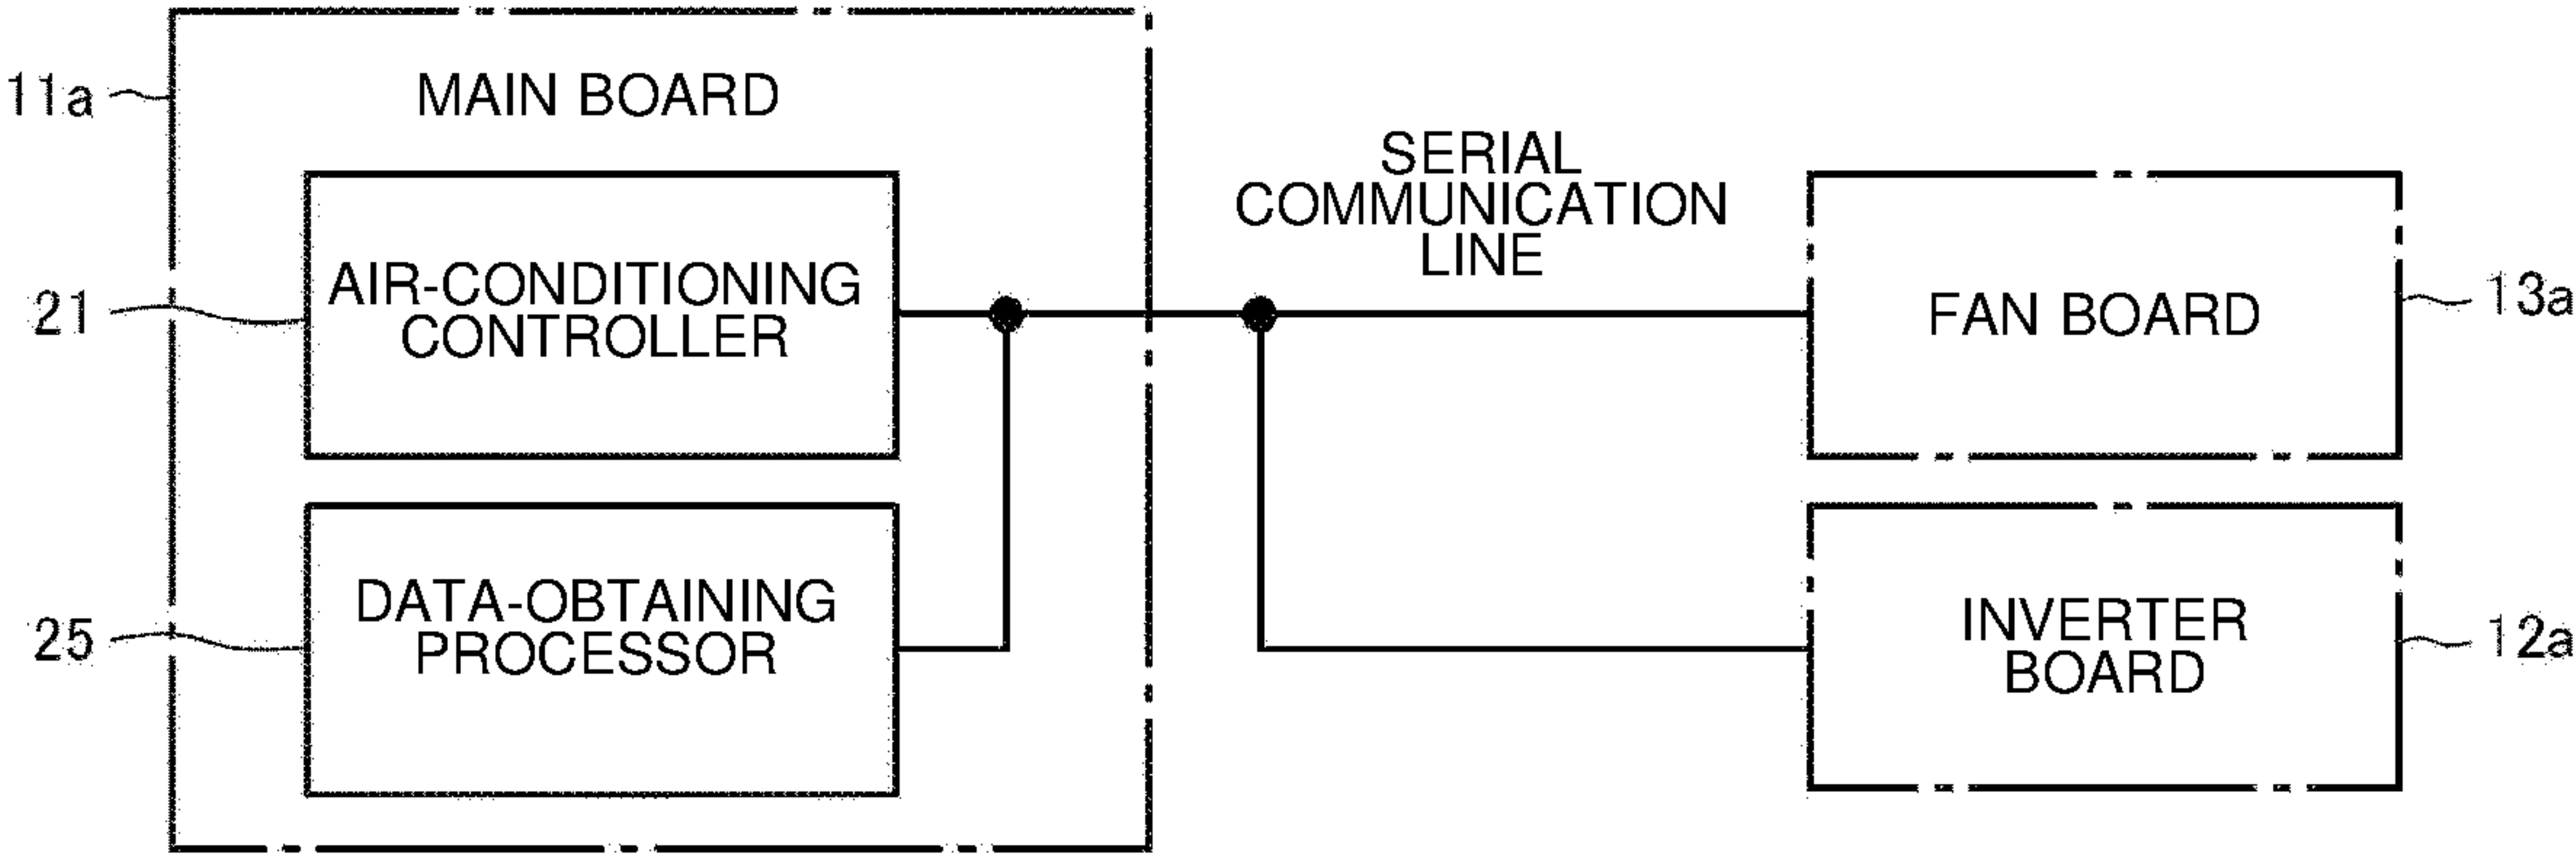 11a
MAIN BOARD
SERIAL
COMMUNICATION
LINE
21
AIR-CONDITIONING
CONTROLLER
FAN BOARD
13a
25
DATA-OBTAINING
PROCESSOR
INVERTER
BOARD
12a